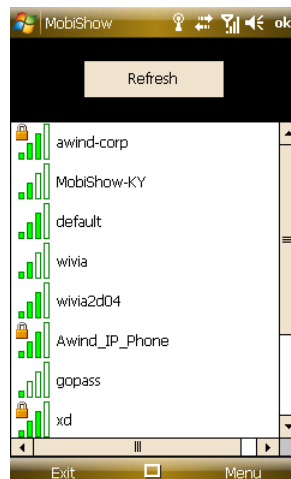 MobiShow
ok
Refresh
awind-corp
MobiShow-KY
default
wivia
wivia2d04
Awind_IP_Phone
gopass
xd
Exit
Menu